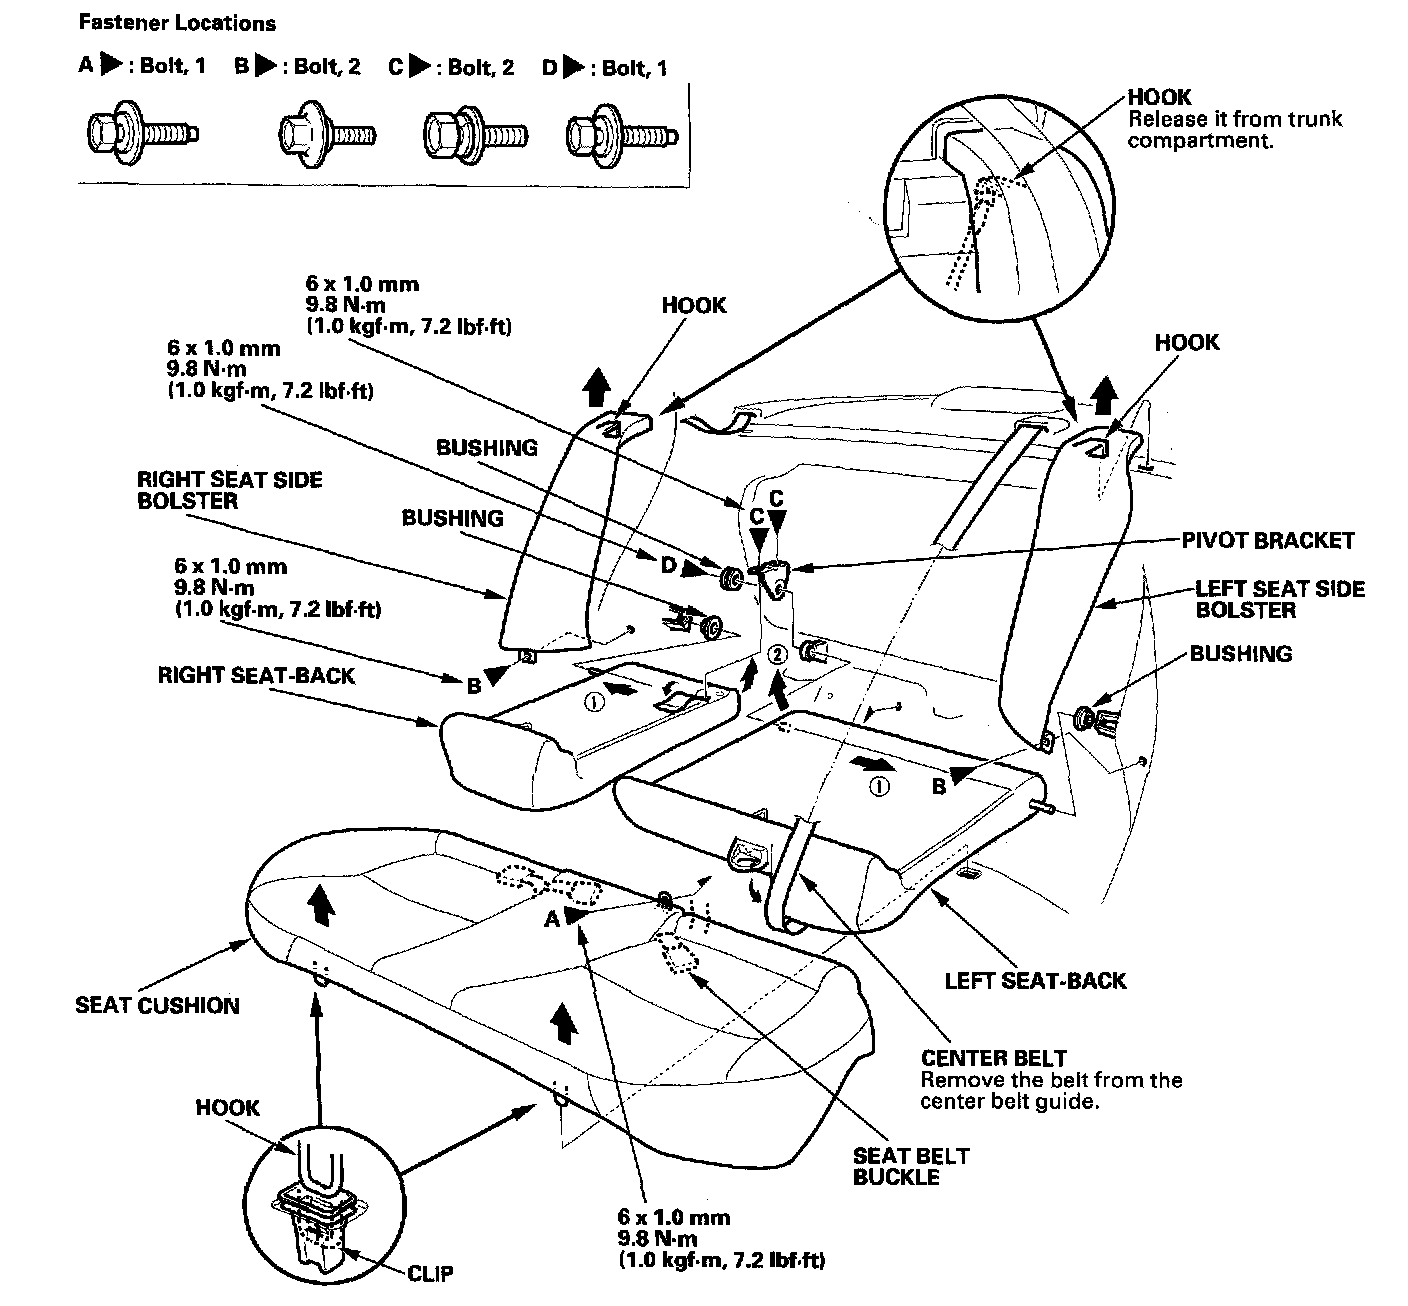 Fastener Locations
A ▶ : Bolt, 1 B ▶ : Bolt, 2 C ▶ : Bolt, 2 D ▶ : Bolt, 1
HOOK
Release it from trunk
compartment.
6 x 1.0 mm
9.8 N·m
(1.0 kgf·m, 7.2 lbf·ft)
HOOK
HOOK
6 x 1.0 mm
9.8 N·m
(1.0 kgf·m, 7.2 lbf·ft)
BUSHING
RIGHT SEAT SIDE
BOLSTER
BUSHING
C
C
PIVOT BRACKET
D
6 x 1.0 mm
9.8 N·m
(1.0 kgf·m, 7.2 lbf·ft)
LEFT SEAT SIDE
BOLSTER
BUSHING
②
RIGHT SEAT-BACK
B
①
①
B
A
SEAT CUSHION
LEFT SEAT-BACK
CENTER BELT
Remove the belt from the
center belt guide.
HOOK
SEAT BELT
BUCKLE
6 x 1.0 mm
9.8 N·m
(1.0 kgf·m, 7.2 lbf·ft)
CLIP